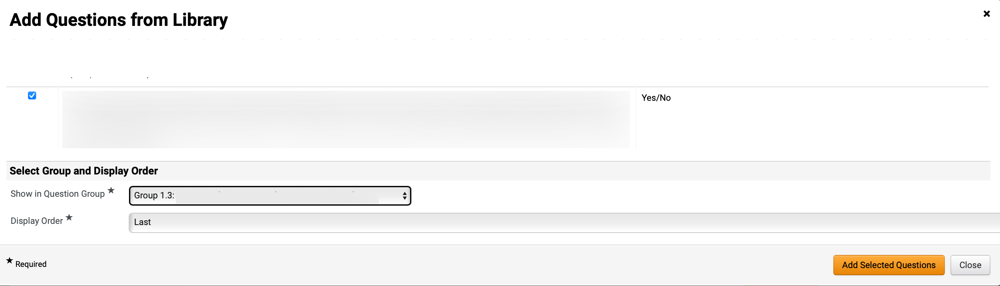 Add Questions from Library
Yes/No
Select Group and Display Order
Show in Question Group ★
Group 1.3:
Display Order ★
Last
★ Required
Add Selected Questions
Close